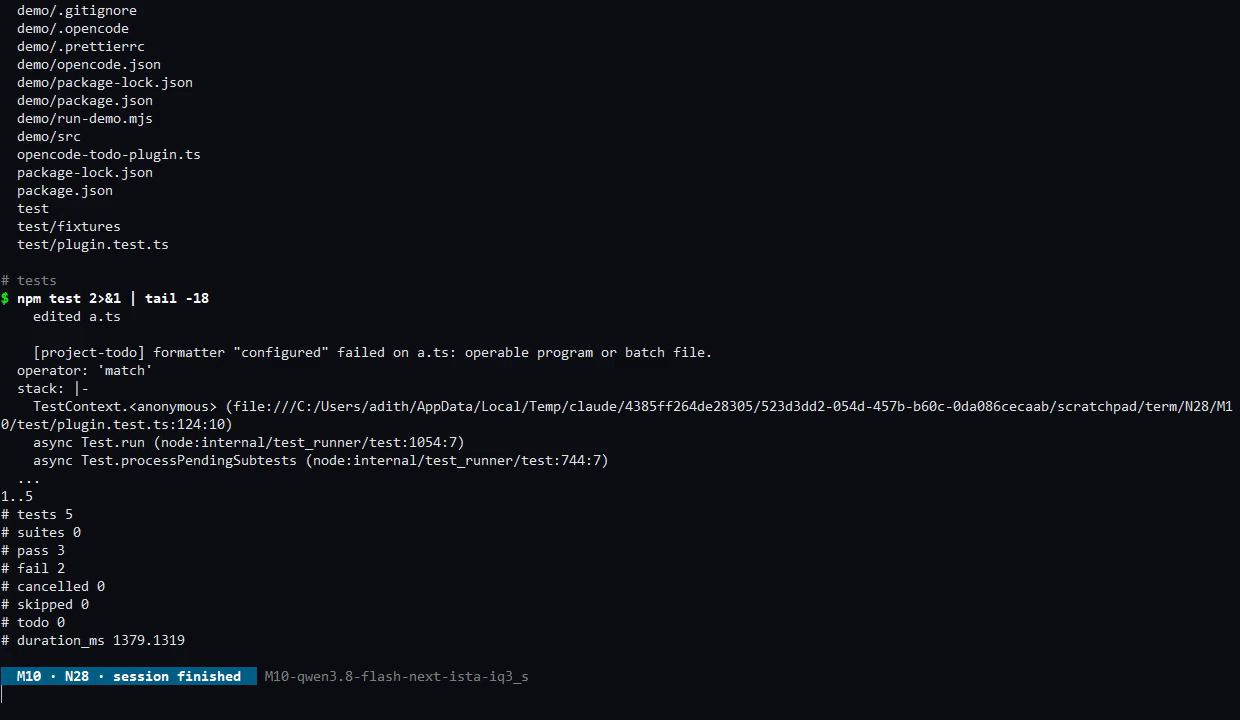 demo/.gitignore
demo/.opencode
demo/.prettierrc
demo/opencode.json
demo/package-lock.json
demo/package.json
demo/run-demo.mjs
demo/src
opencode-todo-plugin.ts
package-lock.json
package.json
test
test/fixtures
test/plugin.test.ts
# tests
$ npm test 2>&1 | tail -18
edited a.ts
[project-todo] formatter "configured" failed on a.ts: operable program or batch file.
operator: 'match'
stack: |-
TestContext.<anonymous> (file:///C:/Users/adith/AppData/Local/Temp/claude/4385ff264de28305/523d3dd2-054d-457b-b60c-0da086cecaab/scratchpad/term/N28/M1
0/test/plugin.test.ts:124:10)
async Test.run (node:internal/test_runner/test:1054:7)
async Test.processPendingSubtests (node:internal/test_runner/test:744:7)
...
1..5
# tests 5
# suites 0
# pass 3
# fail 2
# cancelled 0
# skipped 0
# todo 0
# duration_ms 1379.1319
M10 · N28 · session finished M10-qwen3.8-flash-next-ista-iq3_s